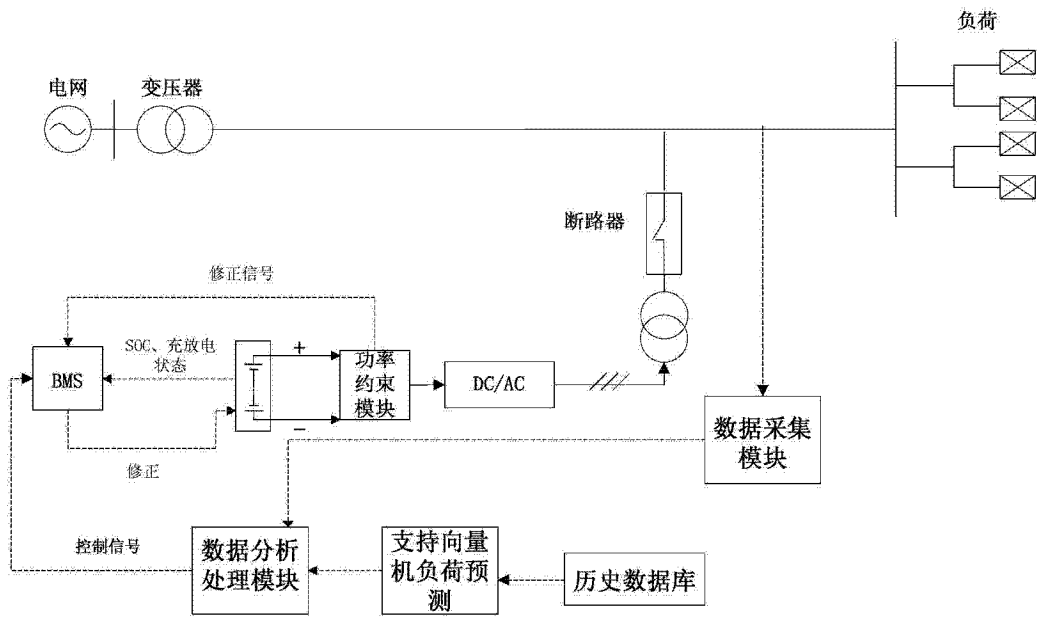 负荷
电网
变压器
断路器
修正信号
SOC、充放电
状态
BMS
+
−
功率
约束
模块
DC/AC
修正
数据采集
模块
控制信号
数据分析
处理模块
支持向量
机负荷预
测
历史数据库